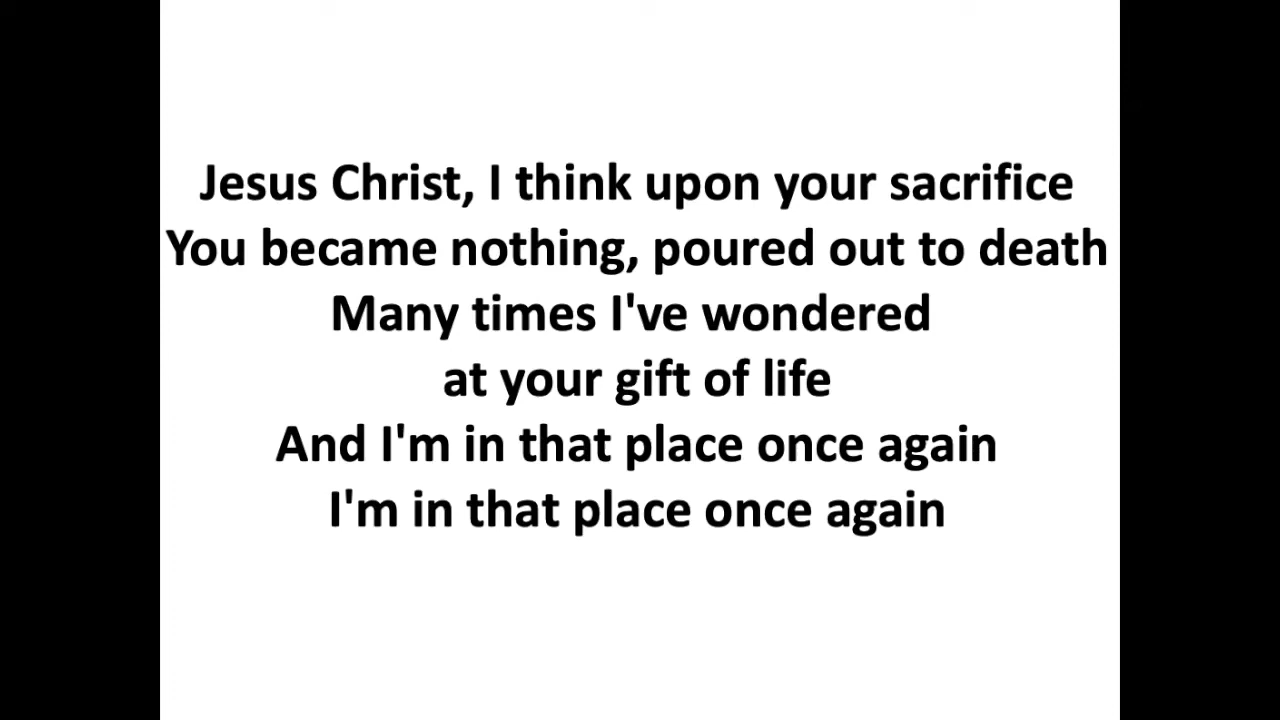 Jesus Christ, I think upon your sacrifice
You became nothing, poured out to death
Many times I've wondered
at your gift of life
And I'm in that place once again
I'm in that place once again